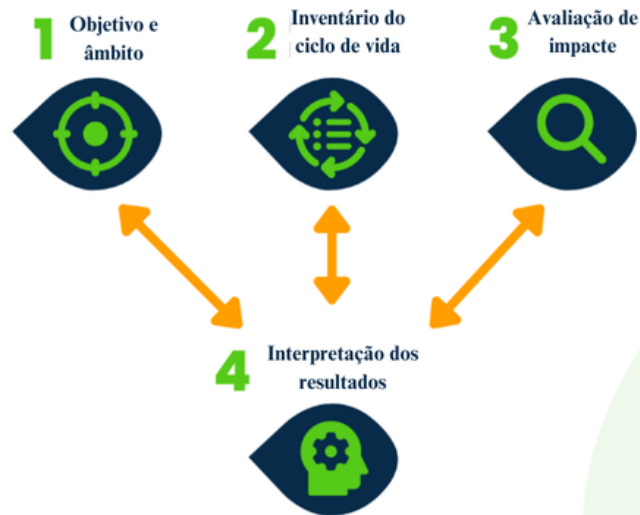 1 Objetivo e
âmbito
2 Inventário do
ciclo de vida
3 Avaliação de
impacte
4 Interpretação dos
resultados